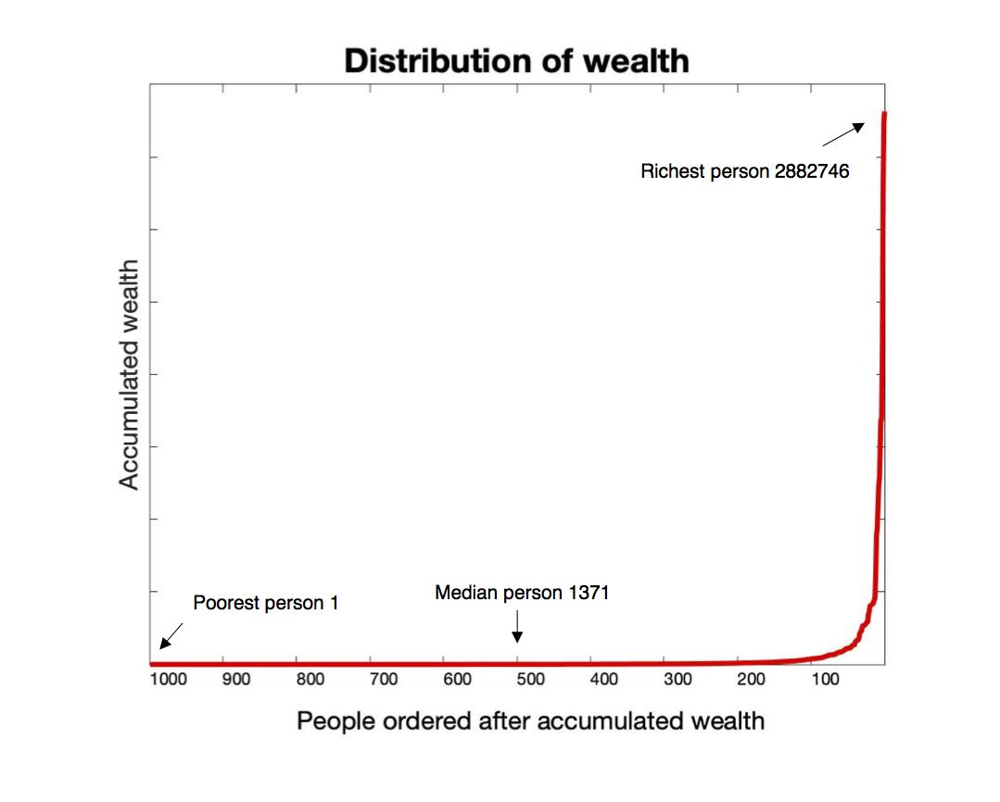 Distribution of wealth
Richest person 2882746
Accumulated wealth
Poorest person 1
Median person 1371
1000 900 800 700 600 500 400 300 200 100
People ordered after accumulated wealth